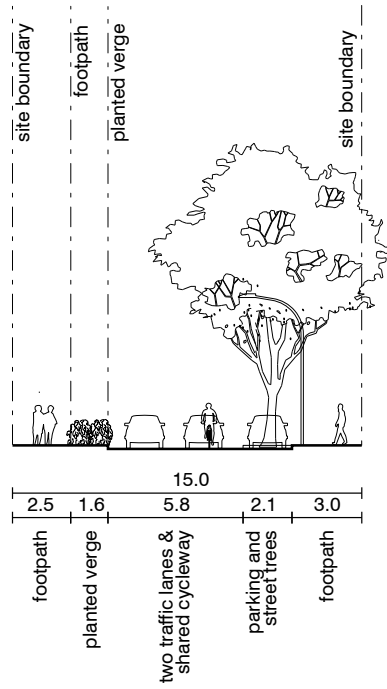 site boundary
footpath
planted verge
site boundary
15.0
2.5
1.6
5.8
2.1
3.0
footpath
planted verge
two traffic lanes &
shared cycleway
parking and
street trees
footpath